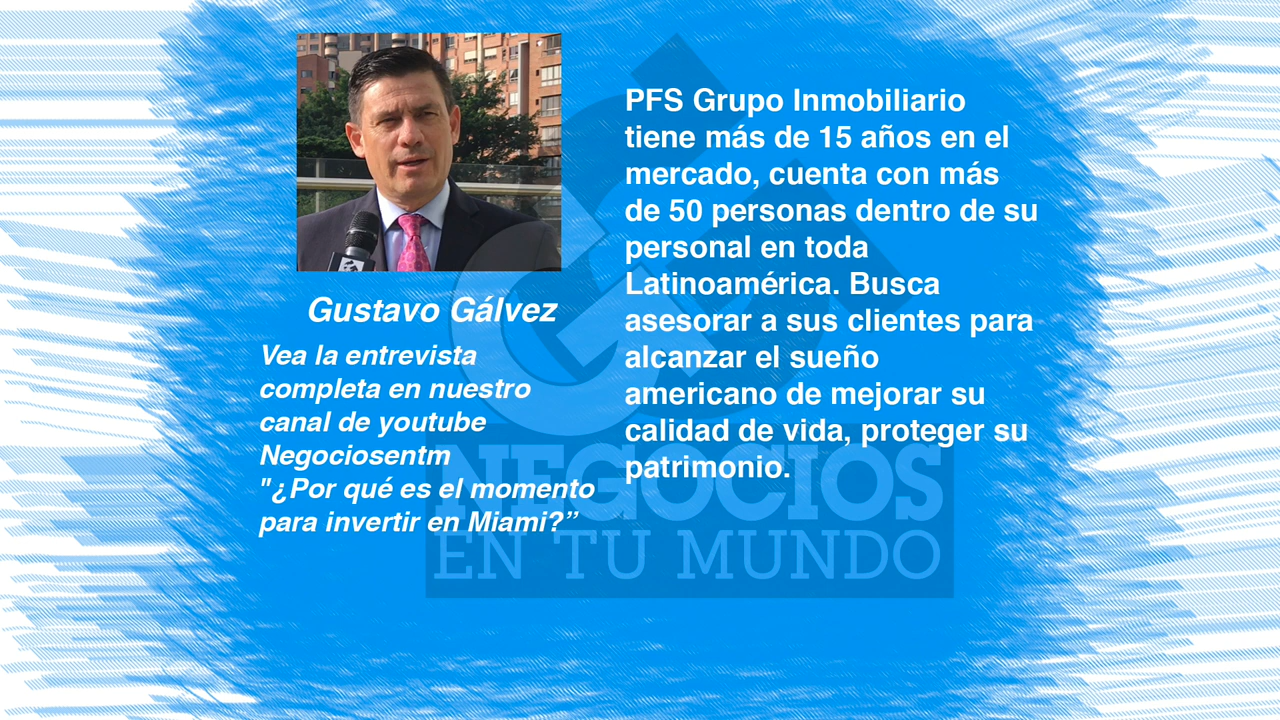 Gustavo Gálvez
Vea la entrevista
completa en nuestro
canal de youtube
Negociosentm
"¿Por qué es el momento
para invertir en Miami?”
PFS Grupo Inmobiliario
tiene más de 15 años en el
mercado, cuenta con más
de 50 personas dentro de su
personal en toda
Latinoamérica. Busca
asesorar a sus clientes para
alcanzar el sueño
americano de mejorar su
calidad de vida, proteger su
patrimonio.
NEGOCIOS
EN TU MUNDO